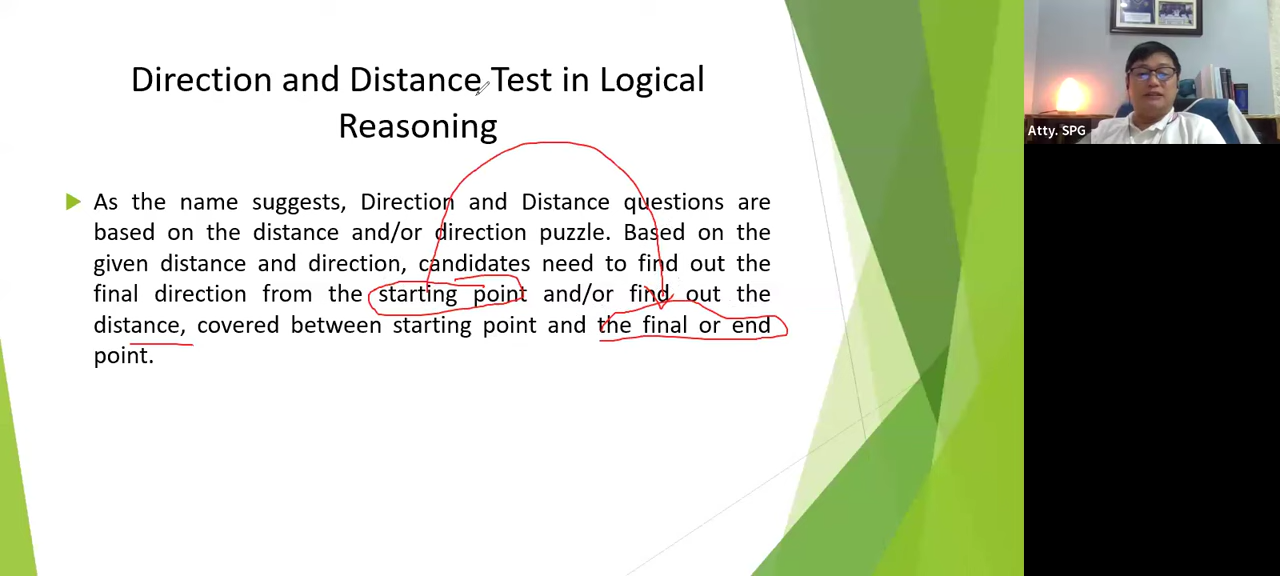 Direction and Distance Test in Logical
Reasoning
As the name suggests, Direction and Distance questions are
based on the distance and/or direction puzzle. Based on the
given distance and direction, candidates need to find out the
final direction from the starting point and/or find out the
distance, covered between starting point and the final or end
point.
Atty. SPG